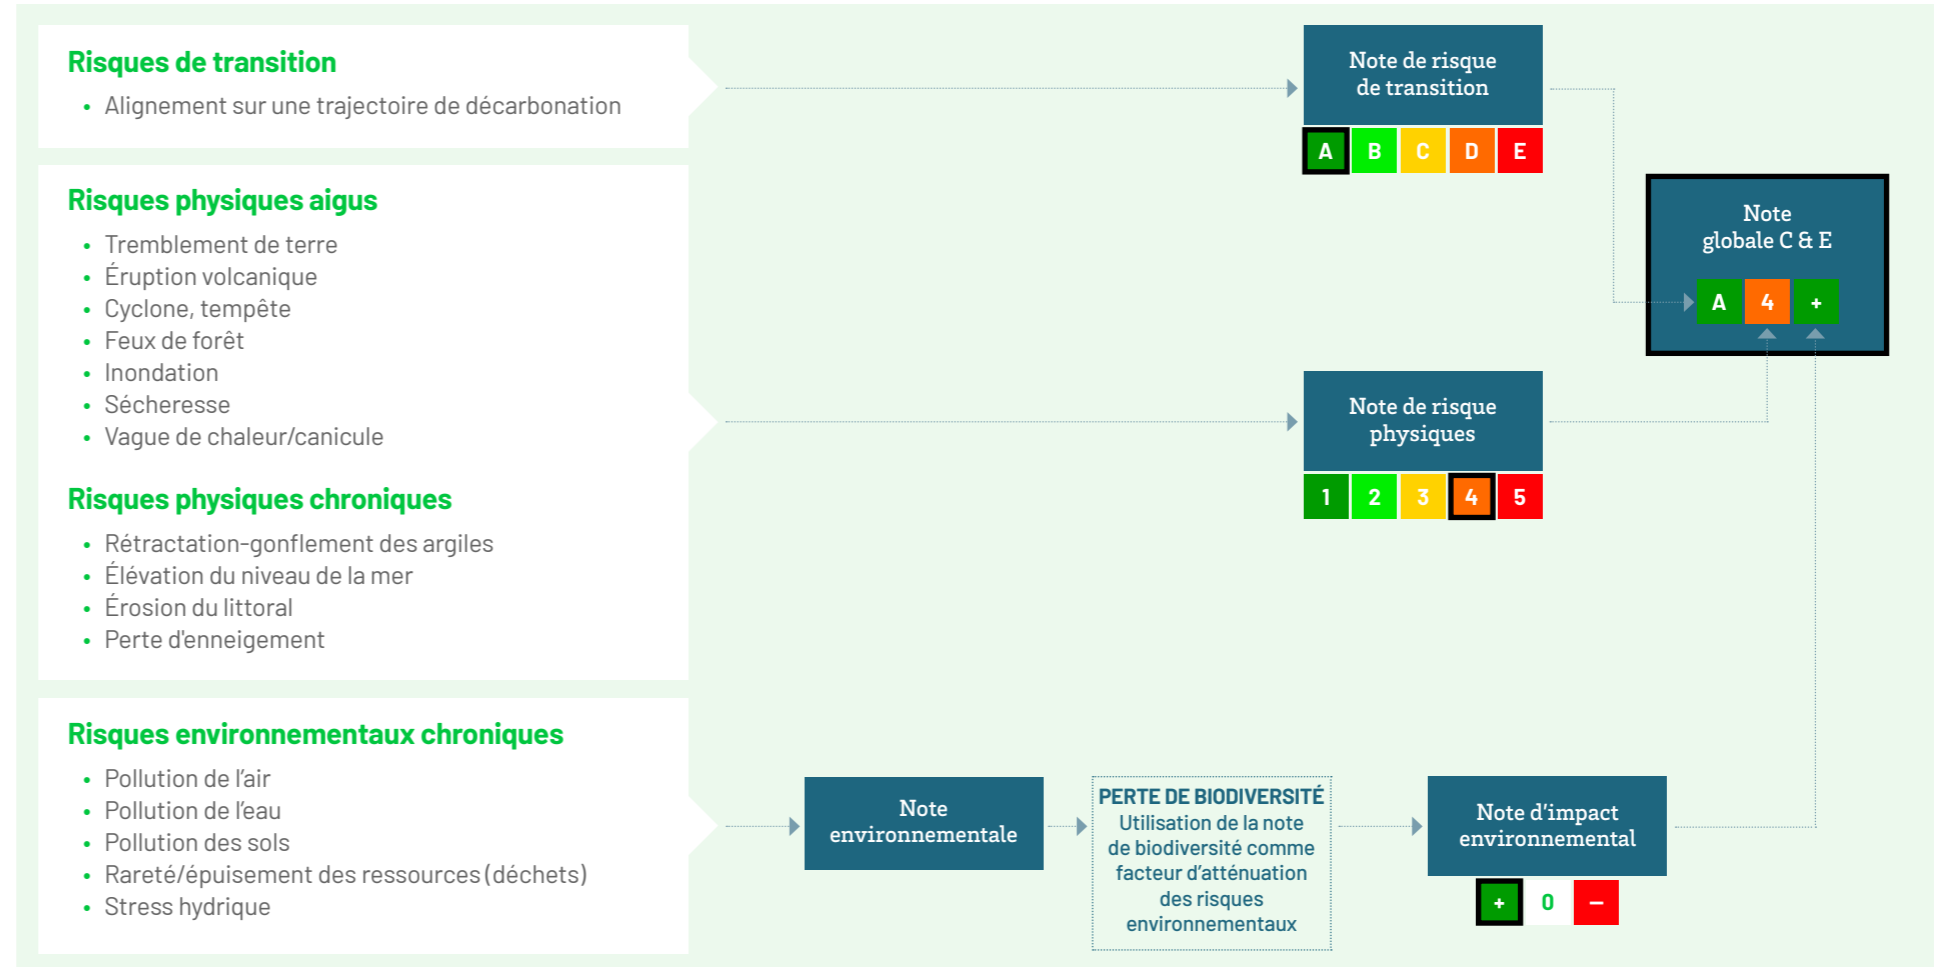 Risques de transition
• Alignement sur une trajectoire de décarbonation
Note de risque
de transition
A B C D E
Risques physiques aigus
• Tremblement de terre
• Éruption volcanique
• Cyclone, tempête
• Feux de forêt
• Inondation
• Sécheresse
• Vague de chaleur/canicule
Risques physiques chroniques
• Rétractation-gonflement des argiles
• Élévation du niveau de la mer
• Érosion du littoral
• Perte d'enneigement
Note de risque
physiques
1 2 3 4 5
Note
globale C & E
A 4 +
Risques environnementaux chroniques
• Pollution de l’air
• Pollution de l’eau
• Pollution des sols
• Rareté/épuisement des ressources (déchets)
• Stress hydrique
Note
environnementale
PERTE DE BIODIVERSITÉ
Utilisation de la note
de biodiversité comme
facteur d’atténuation
des risques
environnementaux
Note d’impact
environnemental
+ 0 –